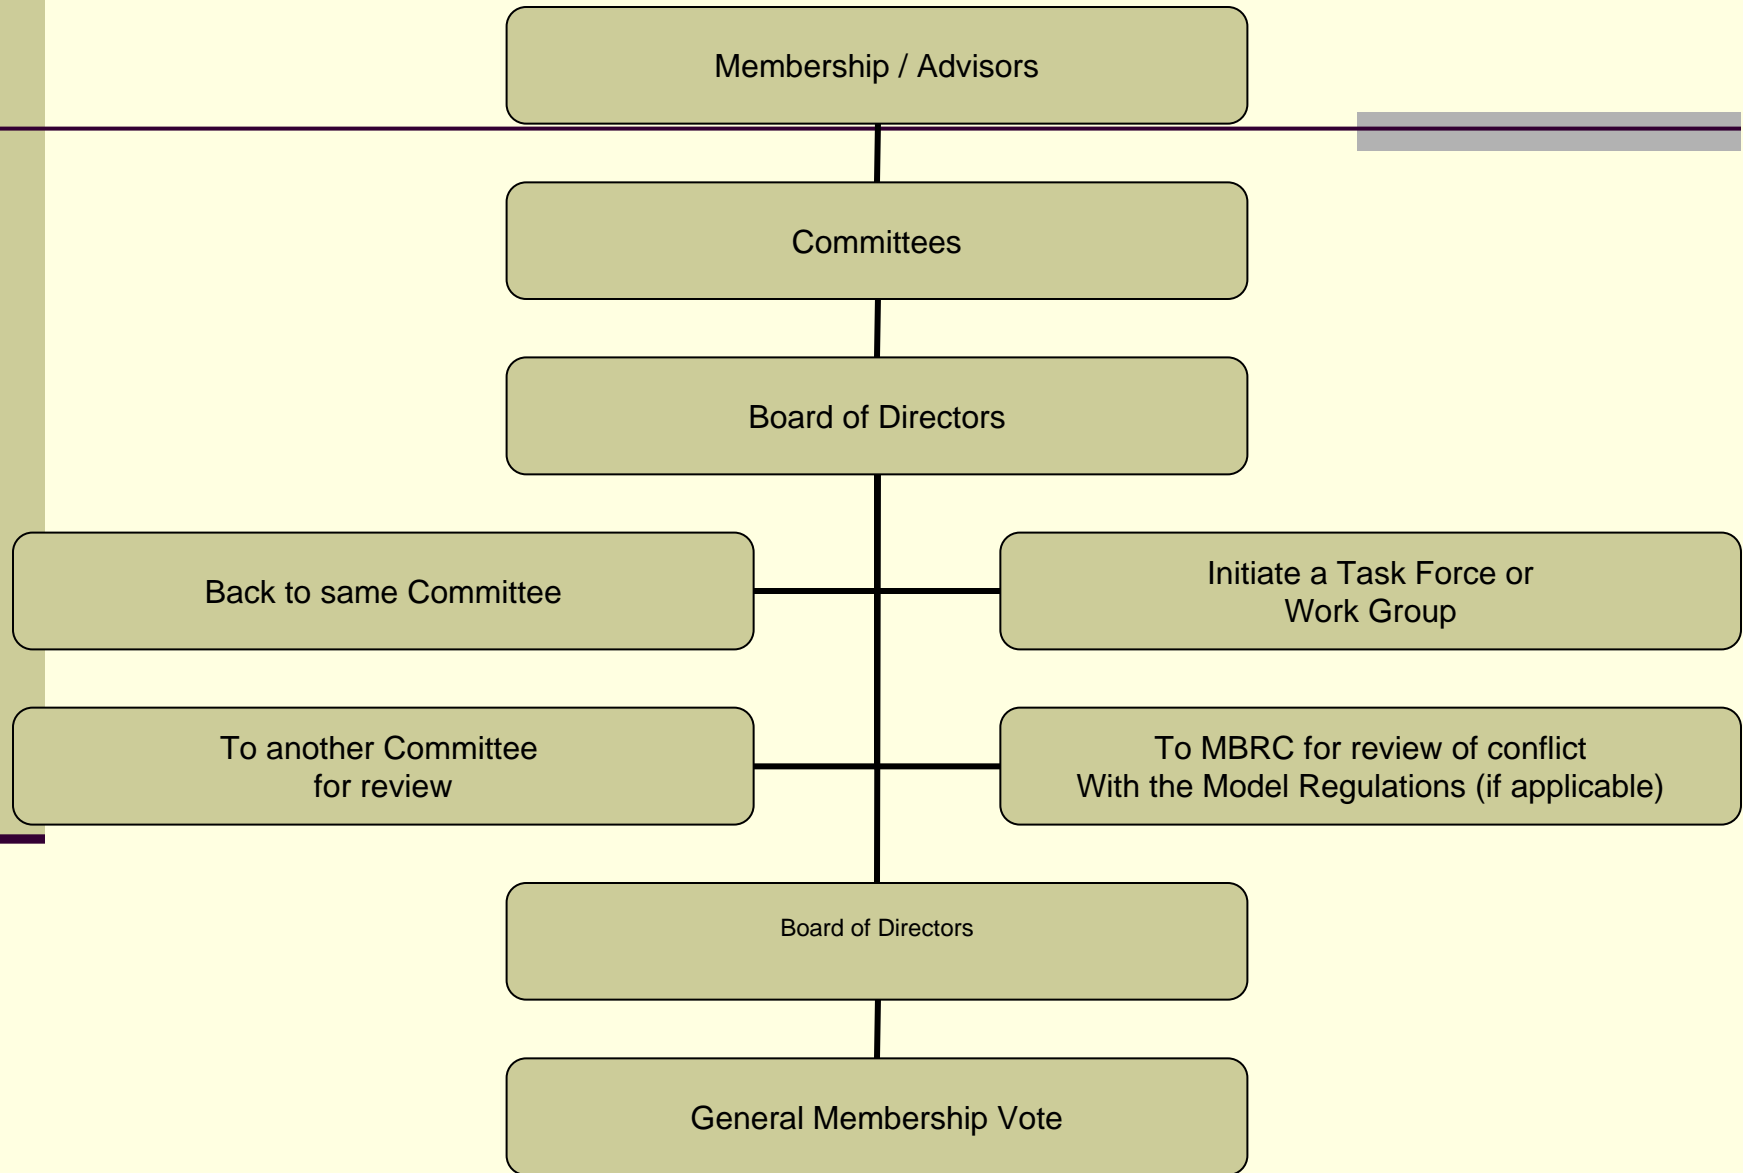 Membership / Advisors
Committees
Board of Directors
Back to same Committee
Initiate a Task Force or
Work Group
To another Committee
for review
To MBRC for review of conflict
With the Model Regulations (if applicable)
Board of Directors
General Membership Vote